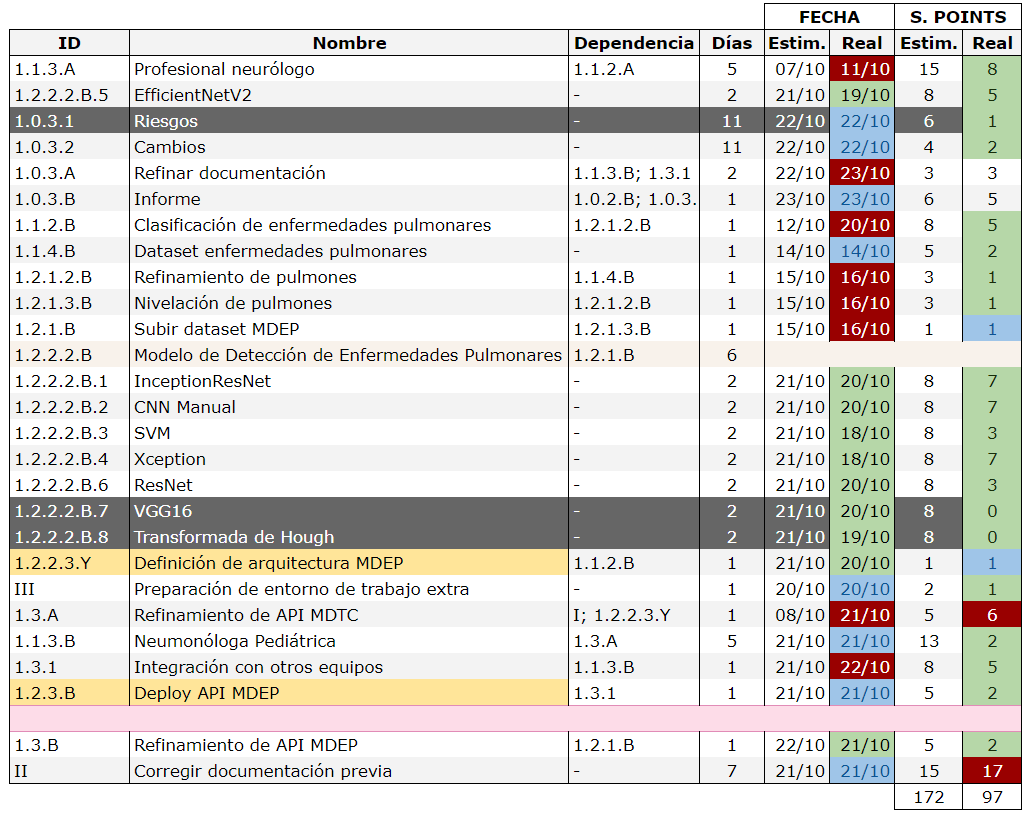 FECHA S. POINTS
ID Nombre Dependencia Días Estim. Real Estim. Real
1.1.3.A Profesional neurólogo 1.1.2.A 5 07/10 11/10 15 8
1.2.2.2.B.5 EfficientNetV2 - 2 21/10 19/10 8 5
1.0.3.1 Riesgos - 11 22/10 22/10 6 1
1.0.3.2 Cambios - 11 22/10 22/10 4 2
1.0.3.A Refinar documentación 1.1.3.B; 1.3.1 2 22/10 23/10 3 3
1.0.3.B Informe 1.0.2.B; 1.0.3. 1 23/10 23/10 6 5
1.1.2.B Clasificación de enfermedades pulmonares 1.2.1.2.B 1 12/10 20/10 8 5
1.1.4.B Dataset enfermedades pulmonares - 1 14/10 14/10 5 2
1.2.1.2.B Refinamiento de pulmones 1.1.4.B 1 15/10 16/10 3 1
1.2.1.3.B Nivelación de pulmones 1.2.1.2.B 1 15/10 16/10 3 1
1.2.1.B Subir dataset MDEP 1.2.1.3.B 1 15/10 16/10 1 1
1.2.2.2.B Modelo de Detección de Enfermedades Pulmonares 1.2.1.B 6
1.2.2.2.B.1 InceptionResNet - 2 21/10 20/10 8 7
1.2.2.2.B.2 CNN Manual - 2 21/10 20/10 8 7
1.2.2.2.B.3 SVM - 2 21/10 18/10 8 3
1.2.2.2.B.4 Xception - 2 21/10 18/10 8 7
1.2.2.2.B.6 ResNet - 2 21/10 20/10 8 3
1.2.2.2.B.7 VGG16 - 2 21/10 20/10 8 0
1.2.2.2.B.8 Transformada de Hough - 2 21/10 19/10 8 0
1.2.2.3.Y Definición de arquitectura MDEP 1.1.2.B 1 21/10 20/10 1 1
III Preparación de entorno de trabajo extra - 1 20/10 20/10 2 1
1.3.A Refinamiento de API MDTC I; 1.2.2.3.Y 1 08/10 21/10 5 6
1.1.3.B Neumonóloga Pediátrica 1.3.A 5 21/10 21/10 13 2
1.3.1 Integración con otros equipos 1.1.3.B 1 21/10 22/10 8 5
1.2.3.B Deploy API MDEP 1.3.1 1 21/10 21/10 5 2
1.3.B Refinamiento de API MDEP 1.2.1.B 1 22/10 21/10 5 2
II Corregir documentación previa - 7 21/10 21/10 15 17
172 97